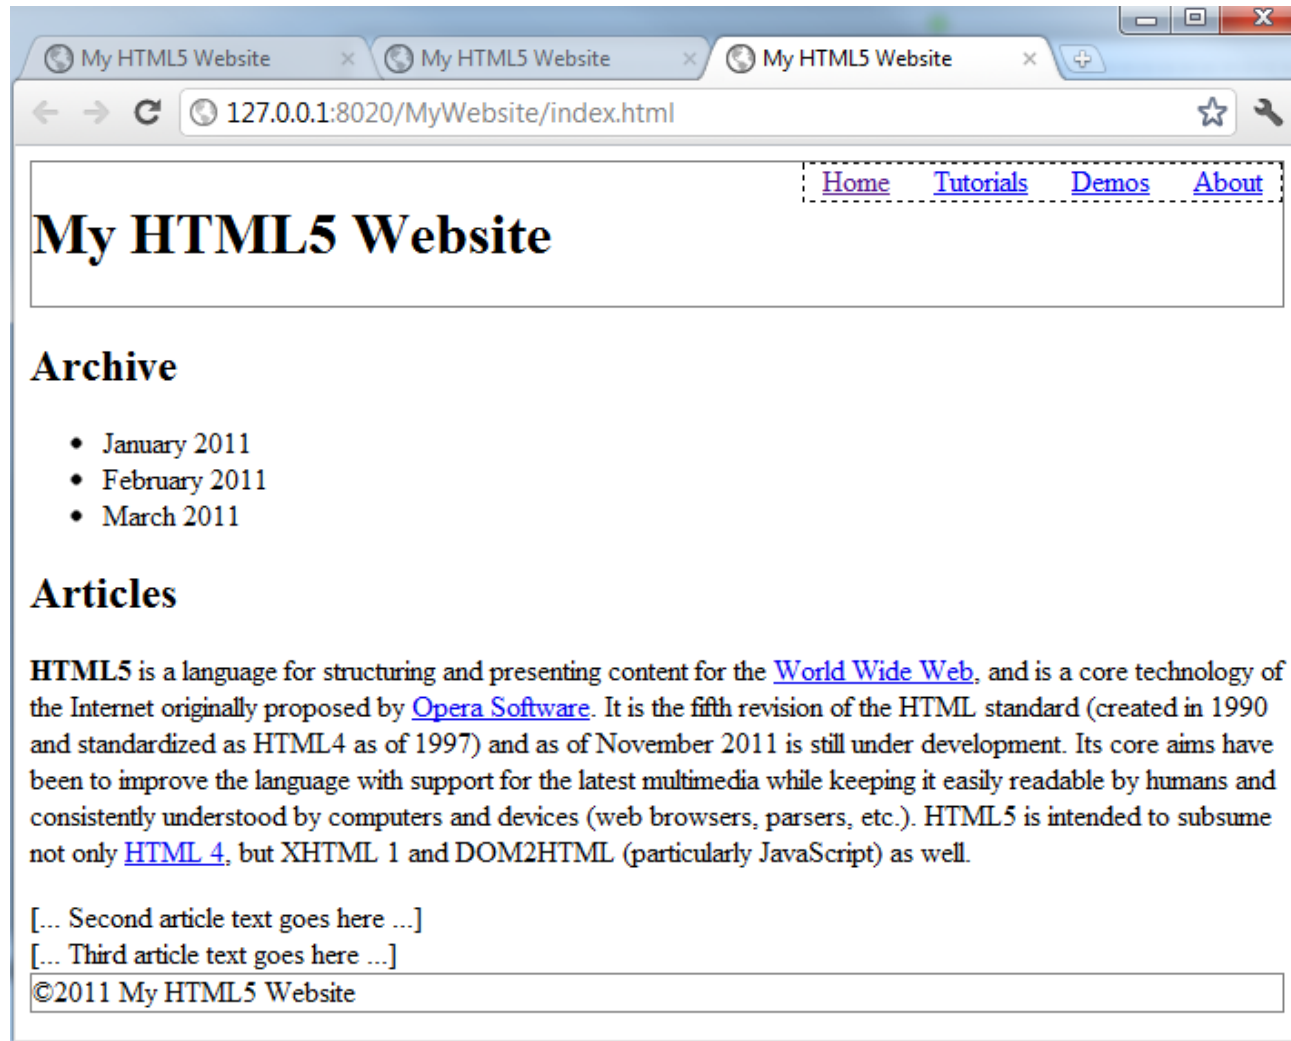 My HTML5 Website My HTML5 Website My HTML5 Website
127.0.0.1:8020/MyWebsite/index.html
Home Tutorials Demos About
My HTML5 Website
Archive
January 2011
February 2011
March 2011
Articles
HTML5 is a language for structuring and presenting content for the World Wide Web, and is a core technology of
the Internet originally proposed by Opera Software. It is the fifth revision of the HTML standard (created in 1990
and standardized as HTML4 as of 1997) and as of November 2011 is still under development. Its core aims have
been to improve the language with support for the latest multimedia while keeping it easily readable by humans and
consistently understood by computers and devices (web browsers, parsers, etc.). HTML5 is intended to subsume
not only HTML 4, but XHTML 1 and DOM2HTML (particularly JavaScript) as well.
[... Second article text goes here ...]
[... Third article text goes here ...]
©2011 My HTML5 Website